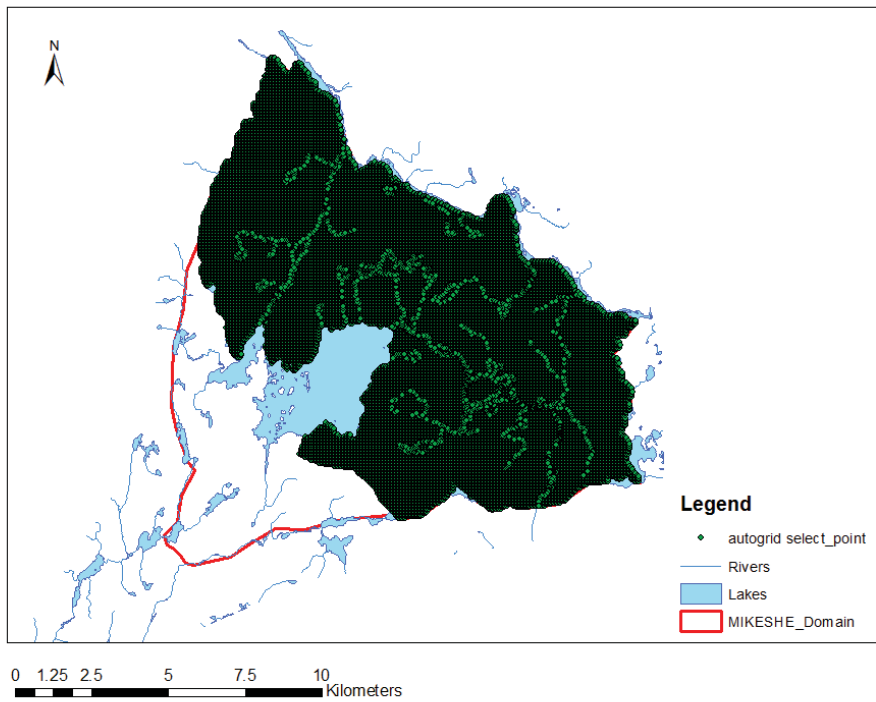 N
Legend
autogrid select_point
Rivers
Lakes
MIKESHE_Domain
0 1.25 2.5 5 7.5 10
Kilometers